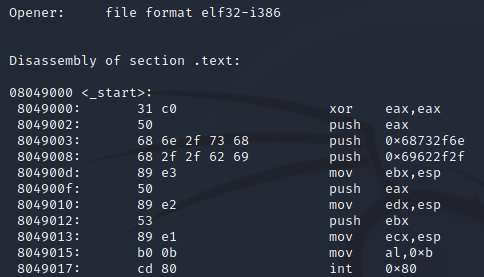 Opener:     file format elf32-i386
Disassembly of section .text:
08049000 <_start>:
 8049000:	31 c0                	xor    eax,eax
 8049002:	50                   	push   eax
 8049003:	68 6e 2f 73 68       	push   0×68732f6e
 8049008:	68 2f 2f 62 69       	push   0×69622f2f
 804900d:	89 e3                	mov    ebx,esp
 804900f:	50                   	push   eax
 8049010:	89 e2                	mov    edx,esp
 8049012:	53                   	push   ebx
 8049013:	89 e1                	mov    ecx,esp
 8049015:	b0 0b                	mov    al,0×b
 8049017:	cd 80                	int    0×80